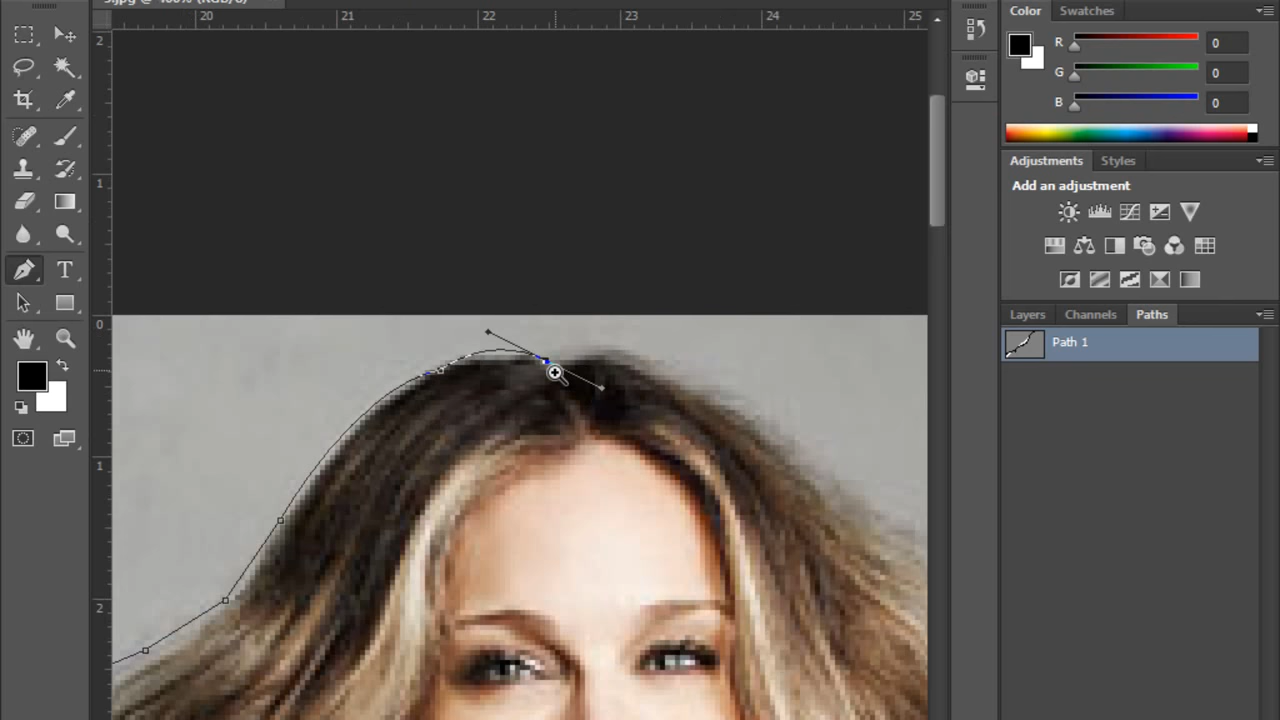 20 21 22 23 24 25
2
1
0
1
2
Color Swatches
R 0
G 0
B 0
Adjustments Styles
Add an adjustment
T
Layers Channels Paths
Path 1